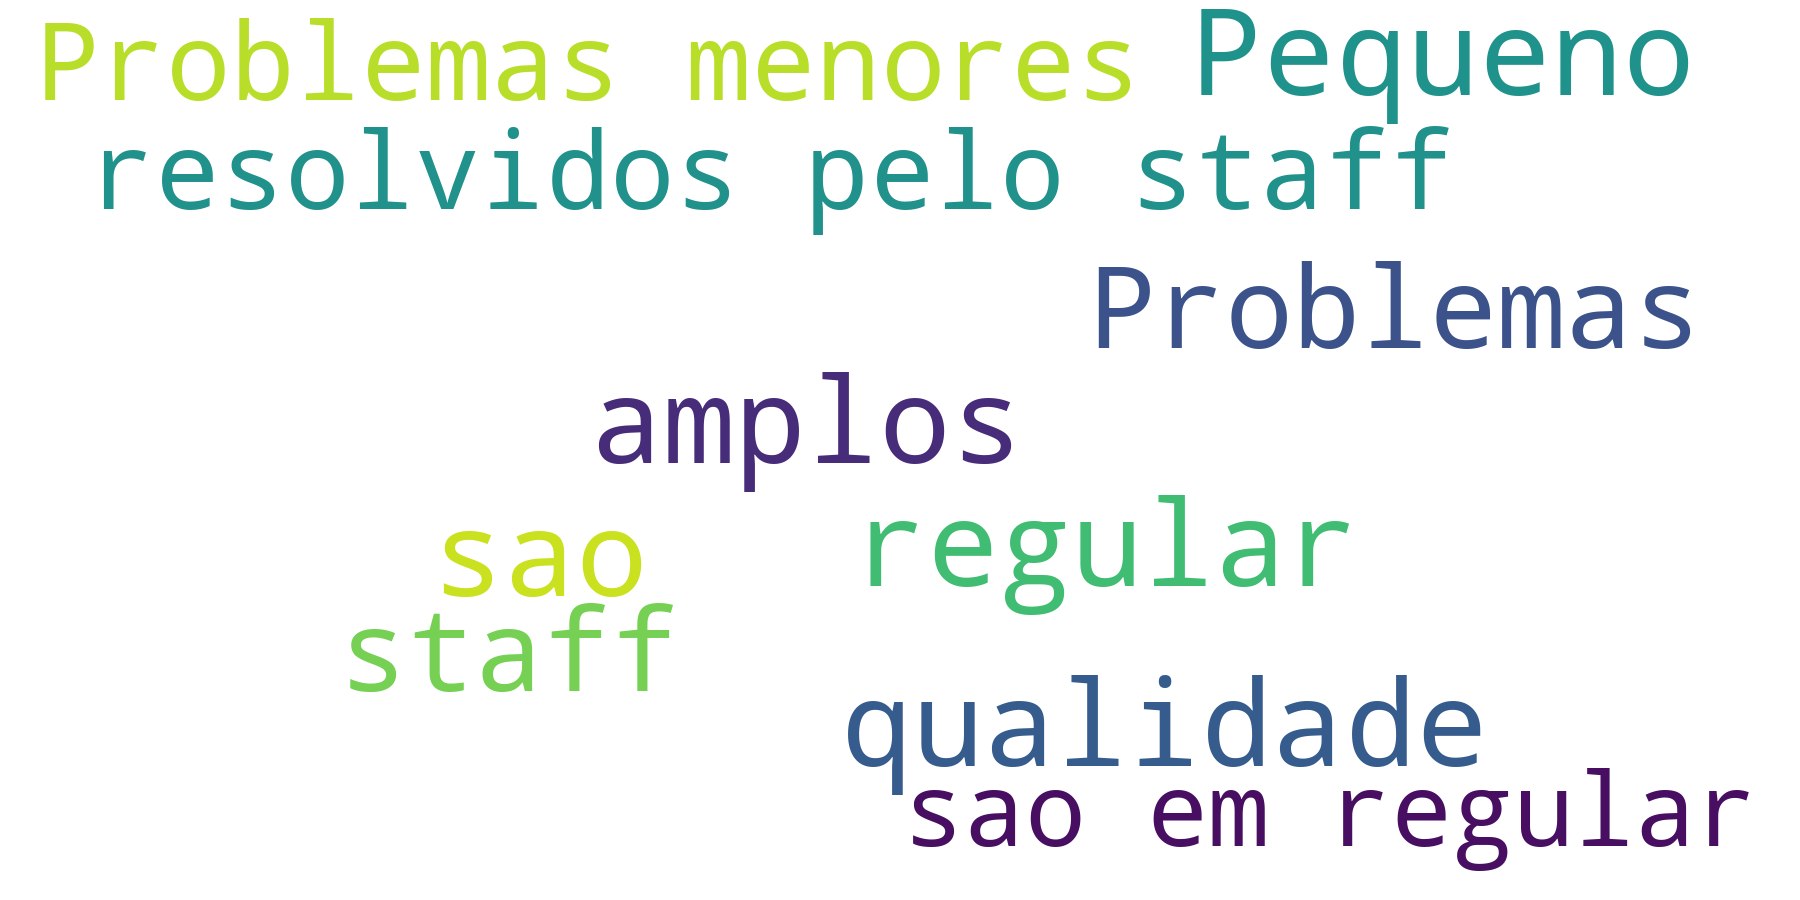 Problemas menores
Pequeno
resolvidos pelo staff
Problemas
amplos
regular
sao
staff
qualidade
sao em regular